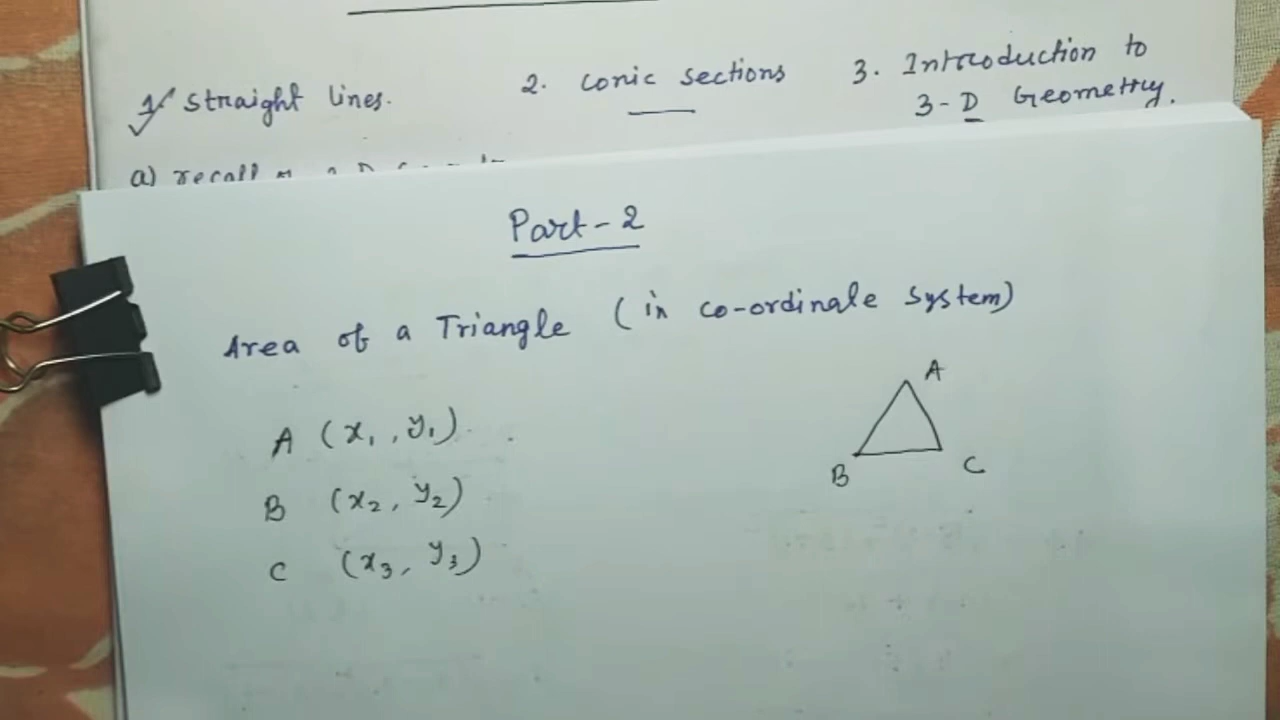 1 Straight lines.
2. Conic sections
3. Introduction to
3-D Geometry.
a) recall
Part-2
Area of a Triangle (in co-ordinate system)
A (x₁, y₁)
B (x₂, y₂)
C (x₃, y₃)
A
B
C